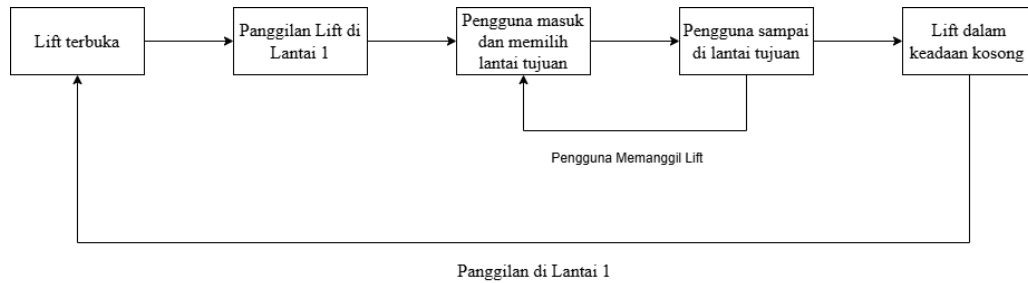 Lift terbuka
Panggilan Lift di
Lantai 1
Pengguna masuk
dan memilih
lantai tujuan
Pengguna sampai
di lantai tujuan
Lift dalam
keadaan kosong
Pengguna Memanggil Lift
Panggilan di Lantai 1